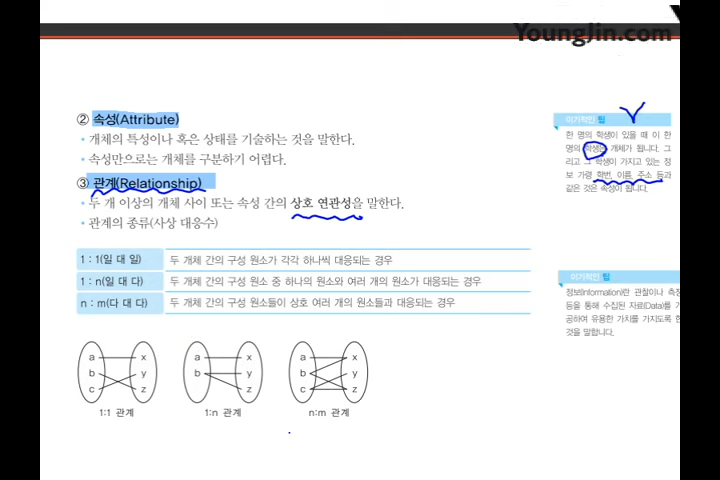 YoungJin.com
② 속성(Attribute)
· 개체의 특성이나 혹은 상태를 기술하는 것을 말한다.
· 속성만으로는 개체를 구분하기 어렵다.
③ 관계(Relationship)
· 두 개 이상의 개체 사이 또는 속성 간의 상호 연관성을 말한다.
· 관계의 종류(사상 대응수)
1 : 1(일 대 일) 두 개체 간의 구성 원소가 각각 하나씩 대응되는 경우
1 : n(일 대 다) 두 개체 간의 구성 원소 중 하나의 원소와 여러 개의 원소가 대응되는 경우
n : m(다 대 다) 두 개체 간의 구성 원소들이 상호 여러 개의 원소들과 대응되는 경우
a x a x a x
b y b y b y
c z z c z
1:1 관계 1:n 관계 n:m 관계
이기적인 팁
한 명의 학생이 있을 때 이 한
명의 학생은 개체가 됩니다. 그
리고 그 학생이 가지고 있는 정
보 가령 학번, 이름, 주소 등과
같은 것은 속성이 됩니다.
이기적인 팁
정보(Information)란 관찰이나 측정
등을 통해 수집된 자료(Data)를 가
공하여 유용한 가치를 가지도록 한
것을 말합니다.